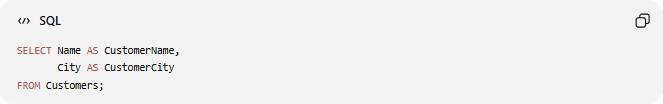 </> SQL
SELECT Name AS CustomerName,
       City AS CustomerCity
FROM Customers;